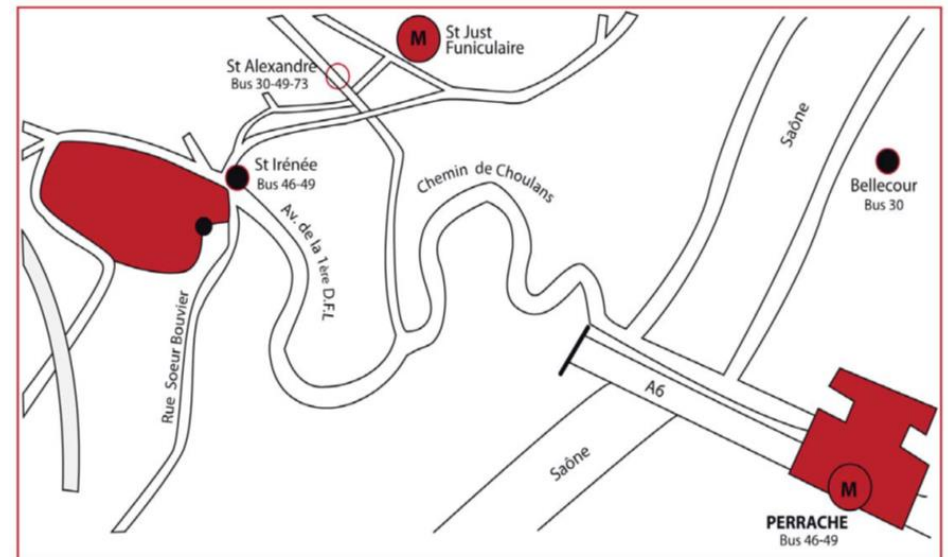 M
St Just
Funiculaire
St Alexandre
Bus 30-49-73
St Irénée
Bus 46-49
Chemin de Choulans
Saône
Bellecour
Bus 30
Av. de la 1ère D.F.L
Rue Soeur Bouvier
A6
Saône
M
PERRACHE
Bus 46-49